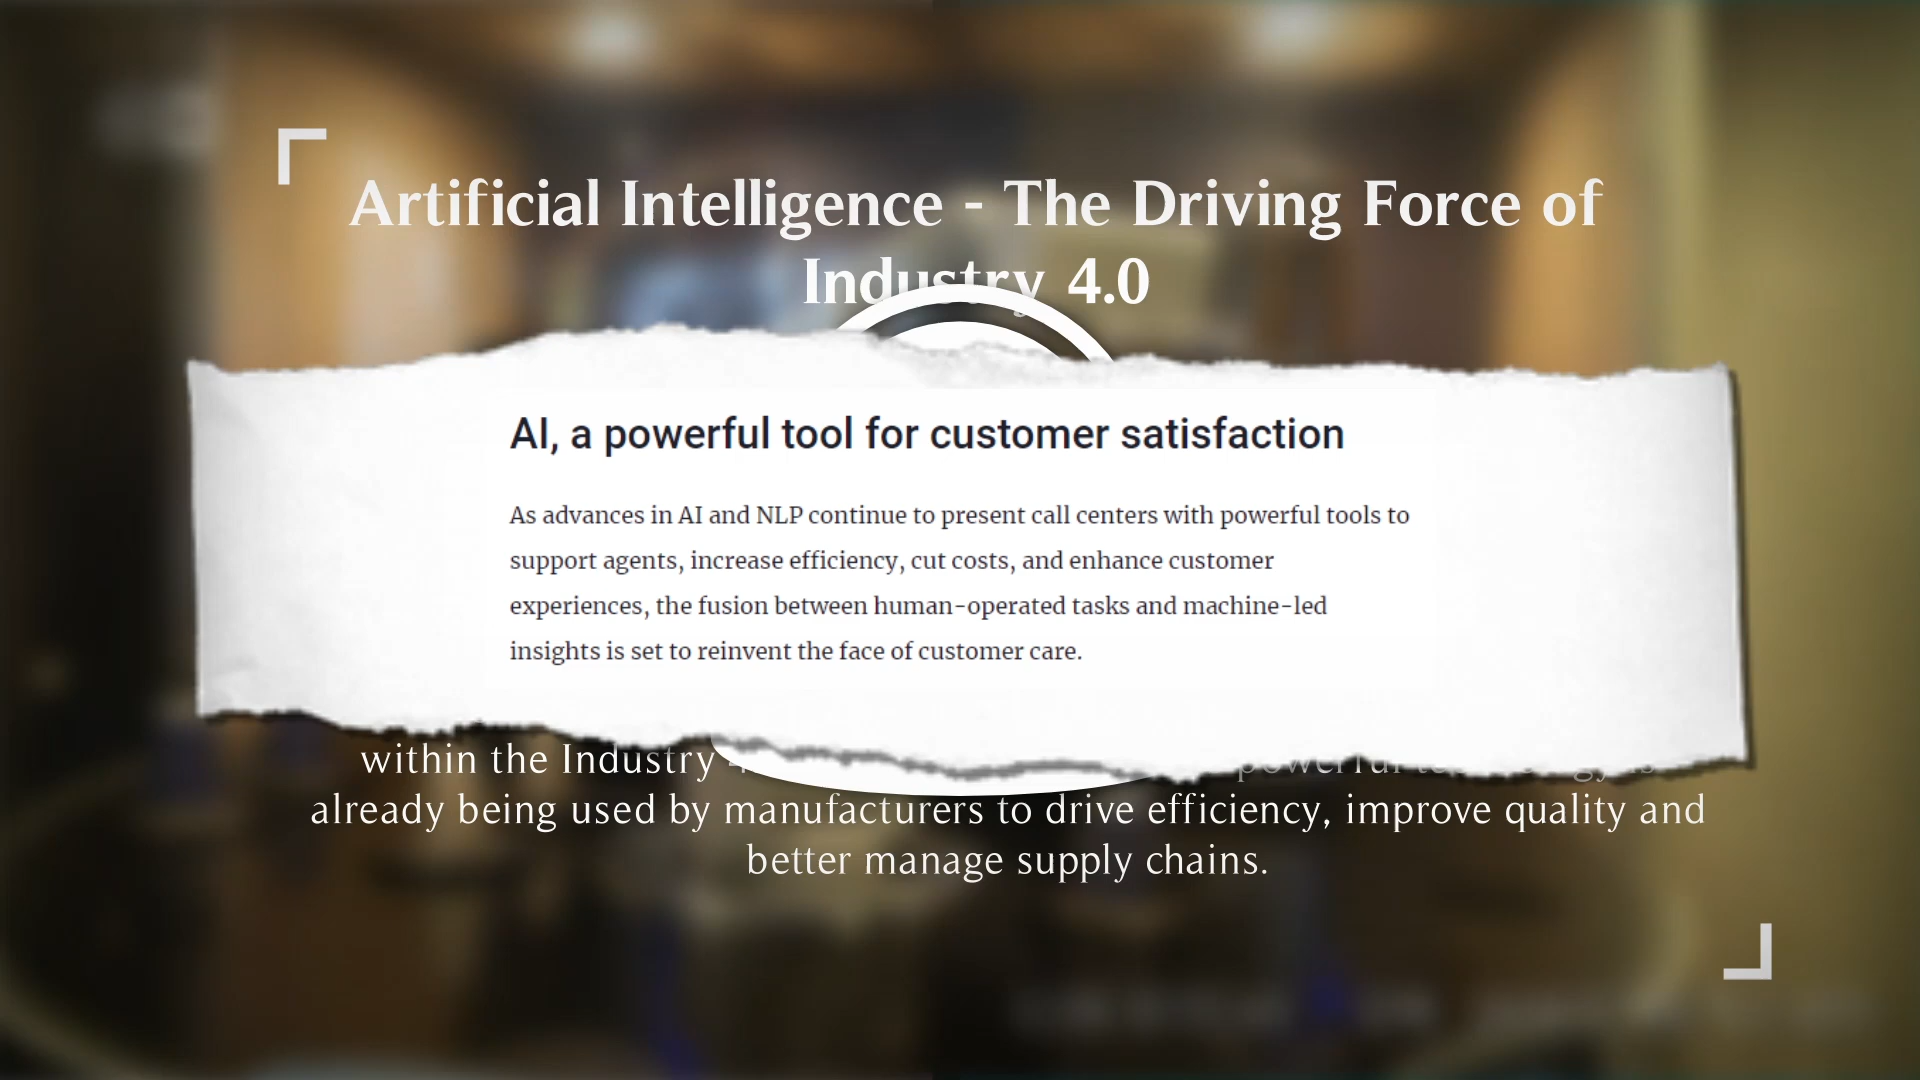 Artificial Intelligence - The Driving Force of
Industry 4.0
AI, a powerful tool for customer satisfaction
As advances in AI and NLP continue to present call centers with powerful tools to
support agents, increase efficiency, cut costs, and enhance customer
experiences, the fusion between human-operated tasks and machine-led
insights is set to reinvent the face of customer care.
within the Industry
powerful
already being used by manufacturers to drive efficiency, improve quality and
better manage supply chains.